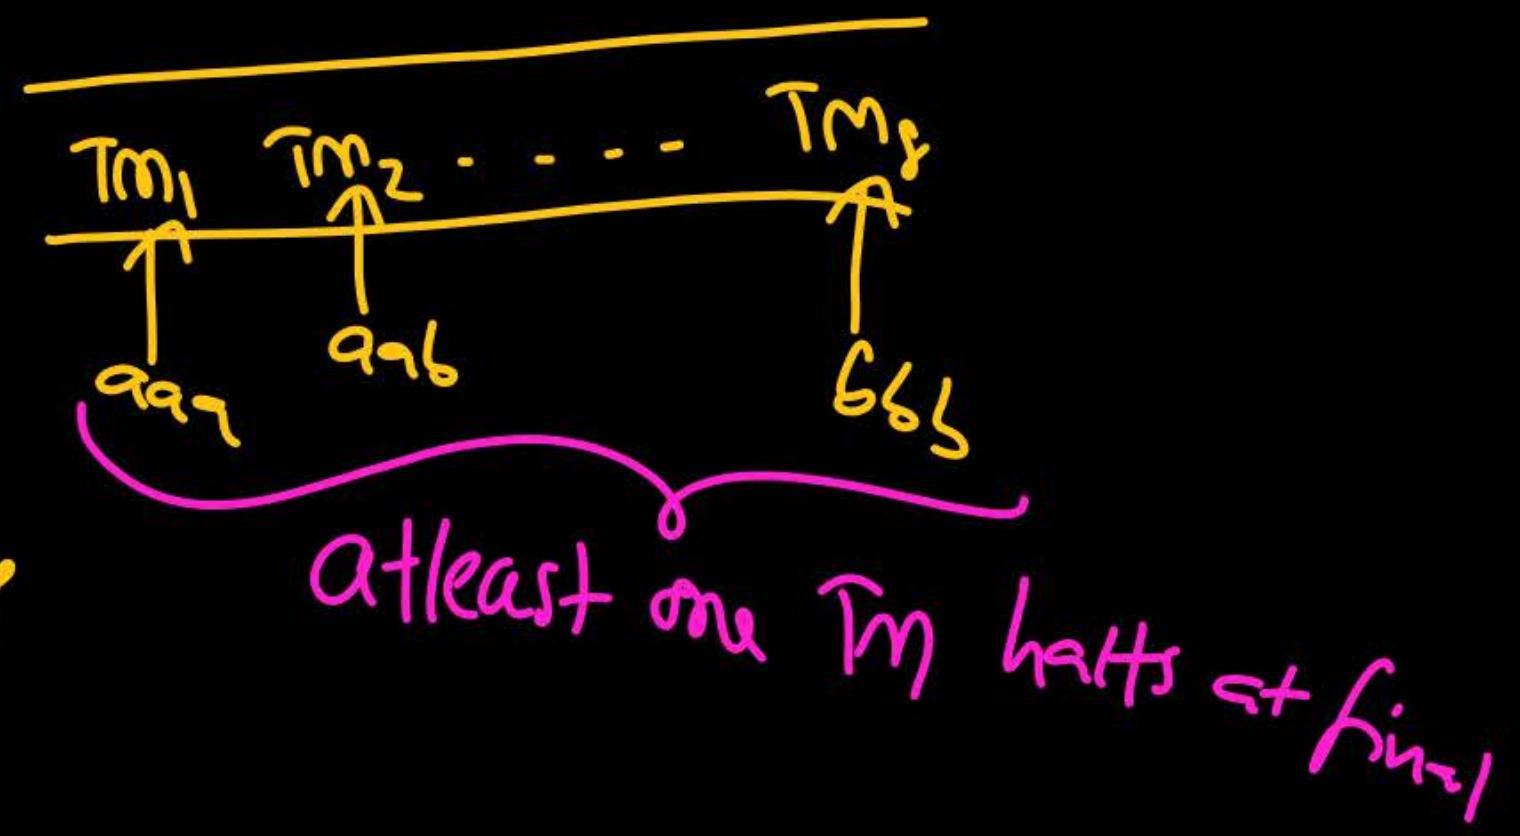 TM1 TM2 - - - - TM8
aaa aab bbb
atleast one TM halts at final